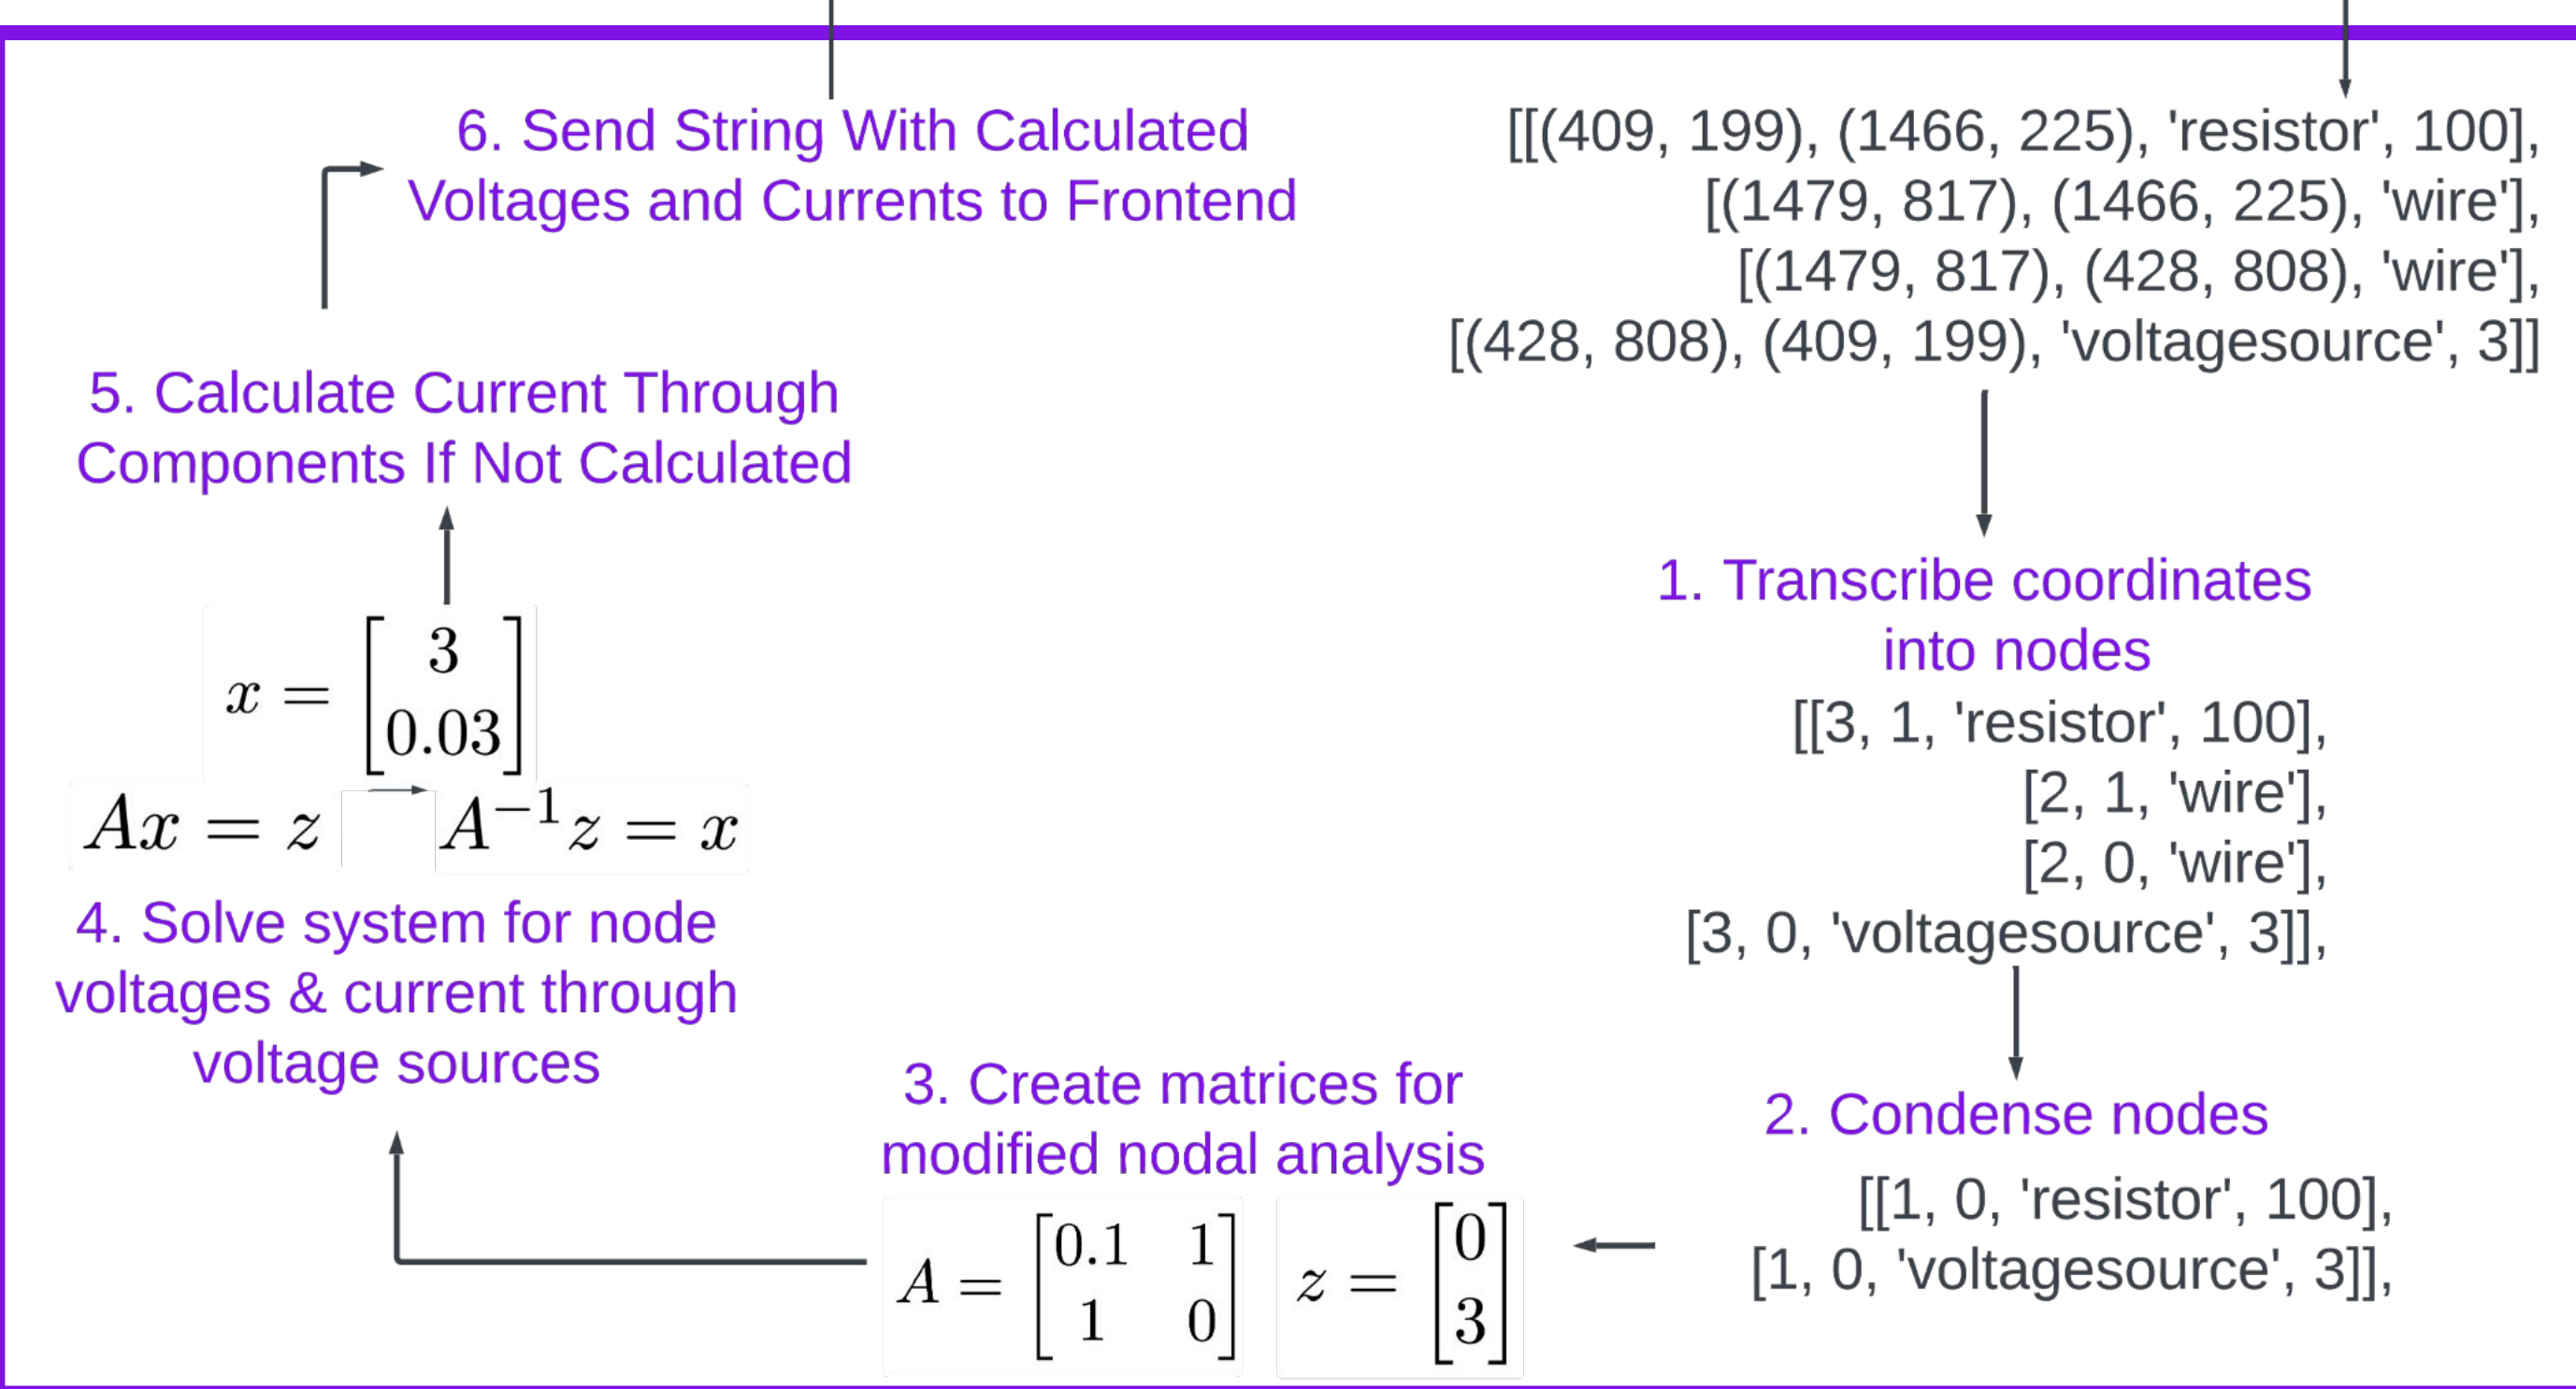 [[(409, 199), (1466, 225), 'resistor', 100],
[(1479, 817), (1466, 225), 'wire'],
[(1479, 817), (428, 808), 'wire'],
[(428, 808), (409, 199), 'voltagesource', 3]]
1. Transcribe coordinates
into nodes
[[3, 1, 'resistor', 100],
[2, 1, 'wire'],
[2, 0, 'wire'],
[3, 0, 'voltagesource', 3]],
2. Condense nodes
[[1, 0, 'resistor', 100],
[1, 0, 'voltagesource', 3]],
3. Create matrices for
modified nodal analysis
A = [0.1 1
1 0]
z = [0
3]
4. Solve system for node
voltages & current through
voltage sources
Ax = z
A⁻¹z = x
x = [3
0.03]
5. Calculate Current Through
Components If Not Calculated
6. Send String With Calculated
Voltages and Currents to Frontend